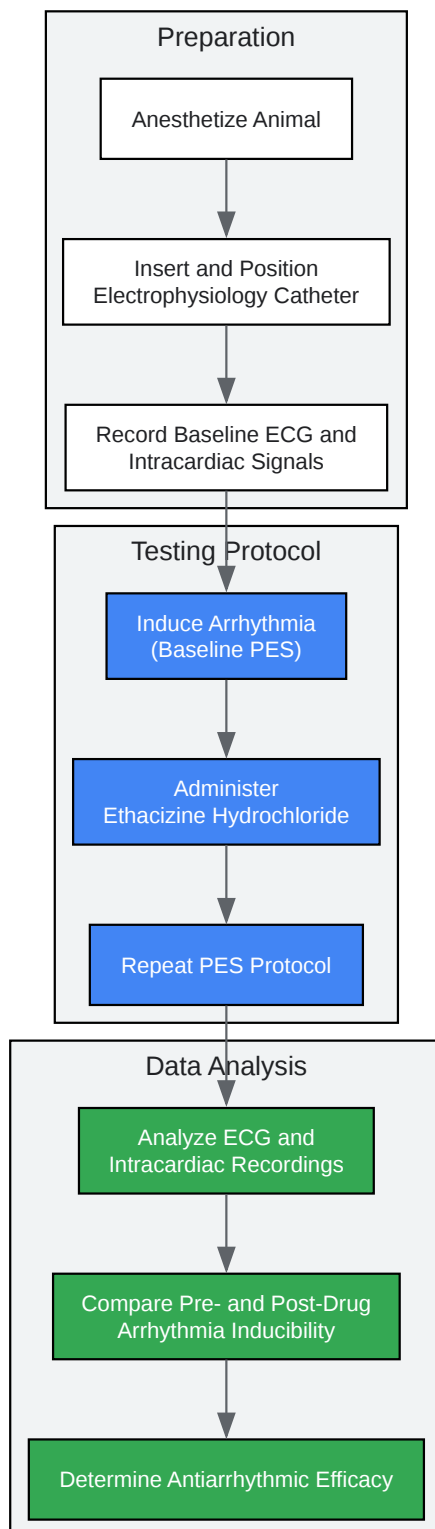 Preparation
Anesthetize Animal
Insert and Position
Electrophysiology Catheter
Record Baseline ECG and
Intracardiac Signals
Testing Protocol
Induce Arrhythmia
(Baseline PES)
Administer
Ethacizine Hydrochloride
Repeat PES Protocol
Data Analysis
Analyze ECG and
Intracardiac Recordings
Compare Pre- and Post-Drug
Arrhythmia Inducibility
Determine Antiarrhythmic Efficacy